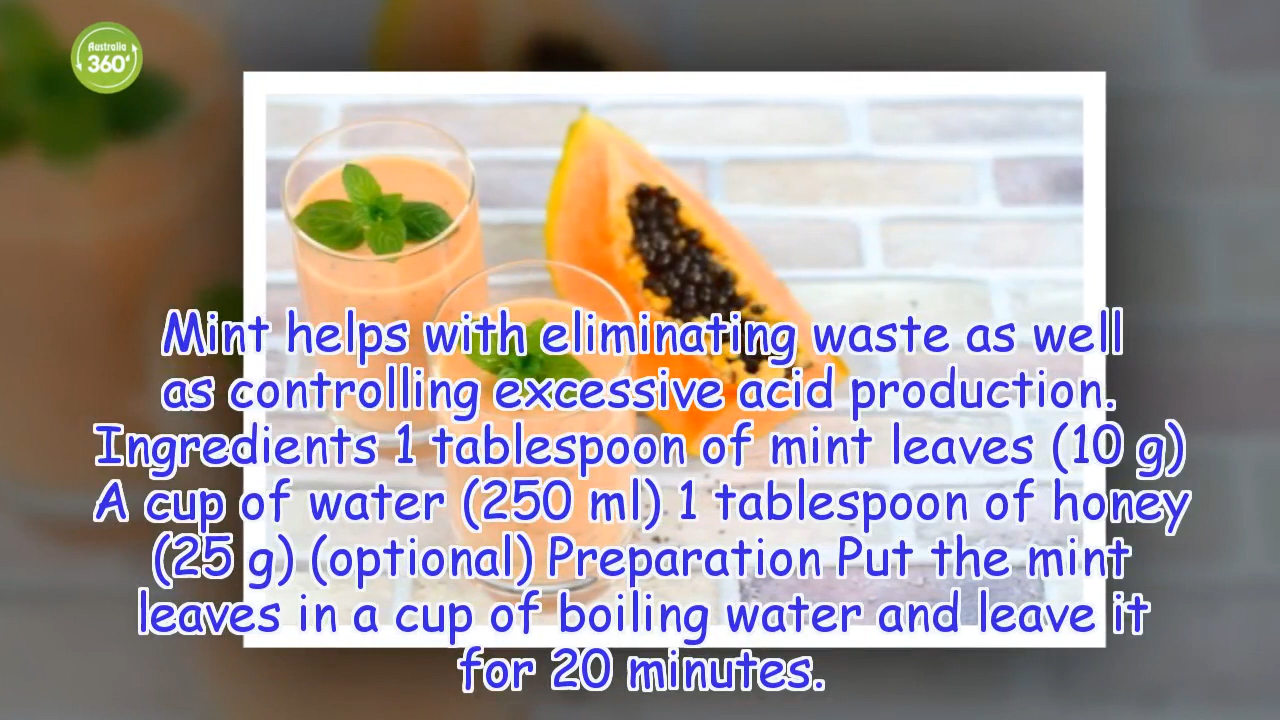 Australia
360°
Mint helps with eliminating waste as well
as controlling excessive acid production.
Ingredients 1 tablespoon of mint leaves (10 g)
A cup of water (250 ml) 1 tablespoon of honey
(25 g) (optional) Preparation Put the mint
leaves in a cup of boiling water and leave it
for 20 minutes.